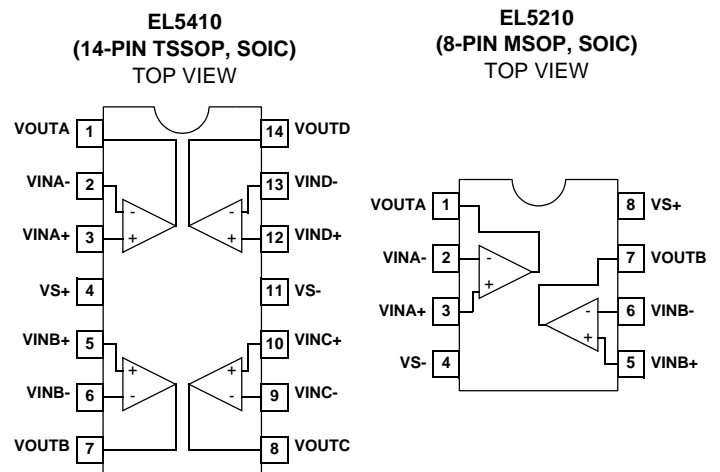 EL5410
(14-PIN TSSOP, SOIC)
TOP VIEW
VOUTA 1 14 VOUTD
VINA- 2 - - 13 VIND-
VINA+ 3 + + 12 VIND+
VS+ 4 11 VS-
VINB+ 5 + + 10 VINC+
VINB- 6 - - 9 VINC-
VOUTB 7 8 VOUTC
EL5210
(8-PIN MSOP, SOIC)
TOP VIEW
VOUTA 1 8 VS+
VINA- 2 - 7 VOUTB
VINA+ 3 + - 6 VINB-
VS- 4 + 5 VINB+